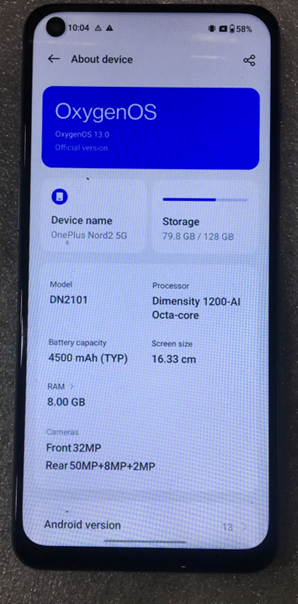 10:04 58%
About device
OxygenOS
OxygenOS 13.0
Official version
Device name
OnePlus Nord2 5G
Storage
79.8 GB / 128 GB
Model
DN2101
Processor
Dimensity 1200-AI
Octa-core
Battery capacity
4500 mAh (TYP)
Screen size
16.33 cm
RAM
8.00 GB
Cameras
Front 32MP
Rear 50MP+8MP+2MP
Android version 13